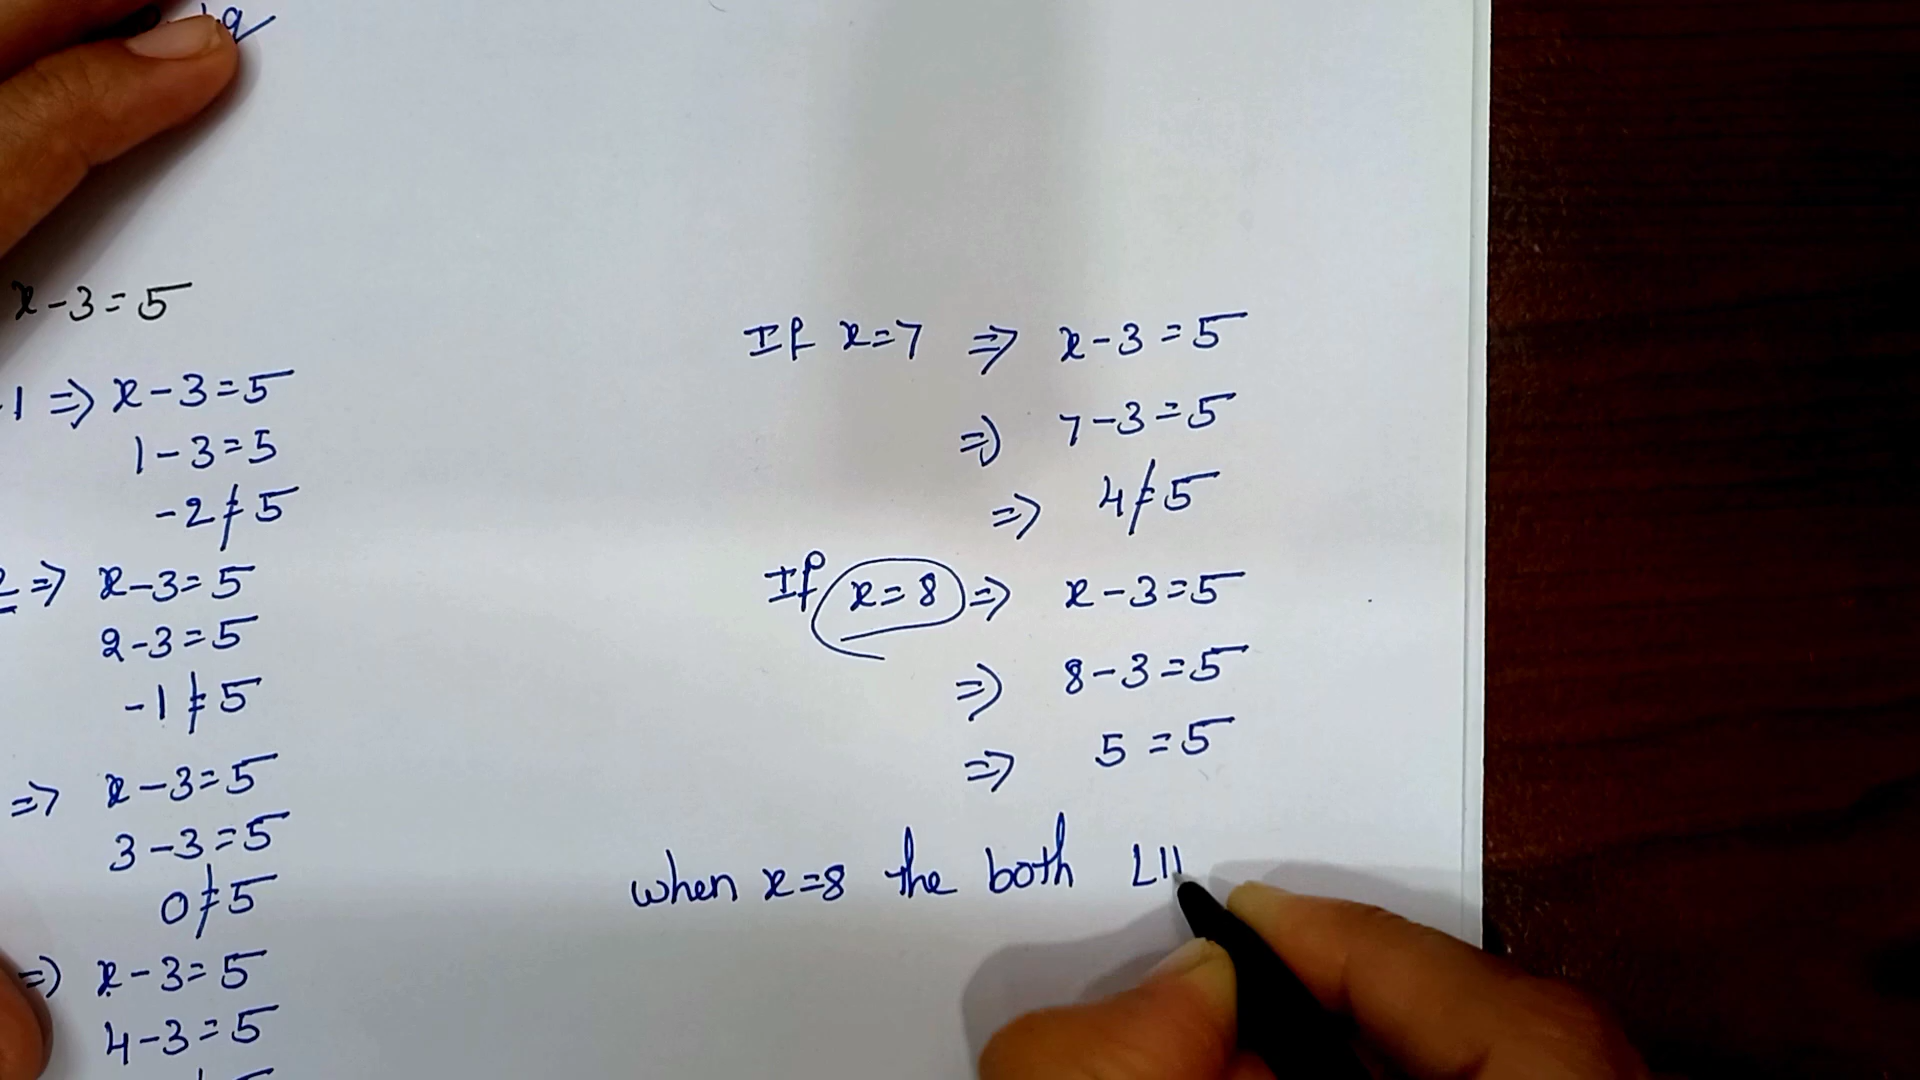 x-3=5
1 => x-3=5
1-3=5
-2≠5
2 => x-3=5
2-3=5
-1≠5
=> x-3=5
3-3=5
0≠5
=> x-3=5
4-3=5
If x=7 => x-3=5
=> 7-3=5
=> 4≠5
If x=8 => x-3=5
=> 8-3=5
=> 5=5
when x=8 the both